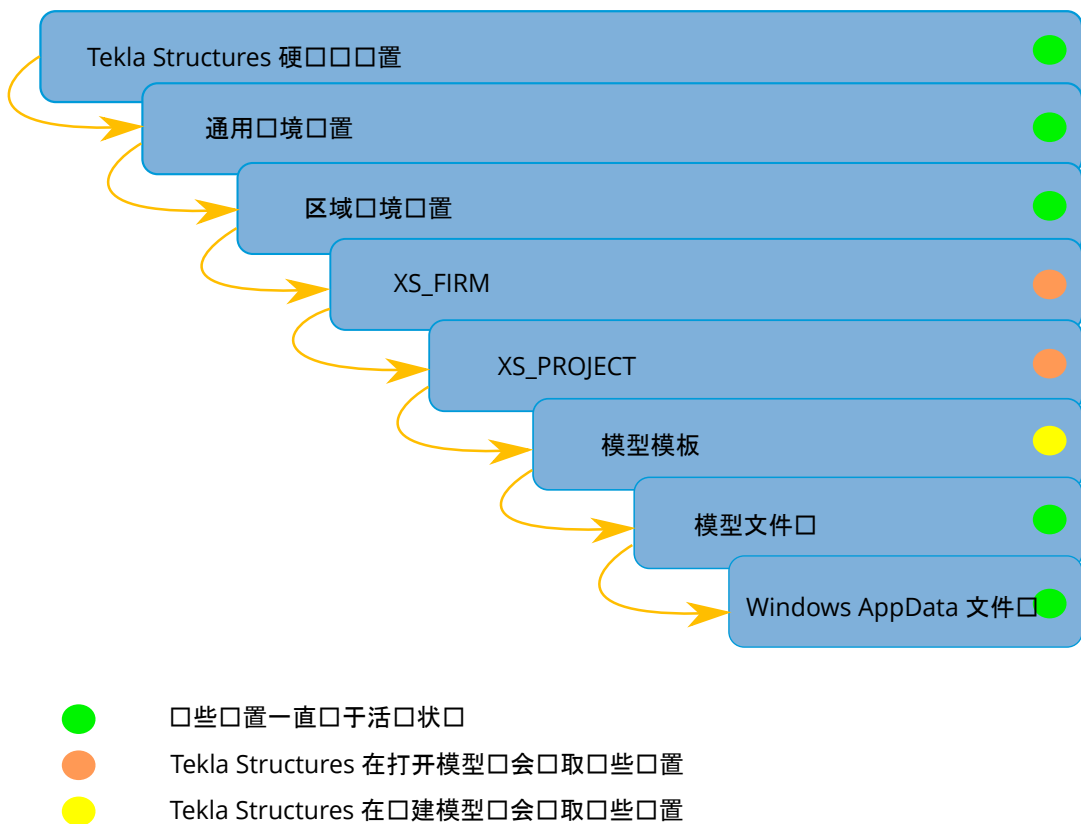 Tekla Structures 硬□□□□置
通用□境□置
区域□境□置
XS_FIRM
XS_PROJECT
模型模板
模型文件□
Windows AppData 文件□
□些□置一直□于活□状□
Tekla Structures 在打开模型□会□取□些□置
Tekla Structures 在□建模型□会□取□些□置